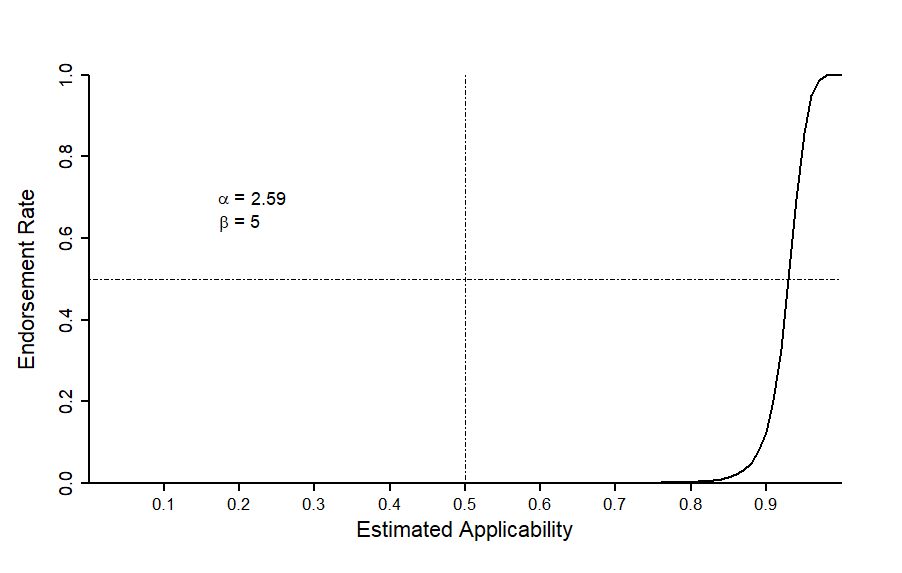 1.0
0.8
0.6
0.4
0.2
0.0
Endorsement Rate
α = 2.59
β = 5
0.1 0.2 0.3 0.4 0.5 0.6 0.7 0.8 0.9
Estimated Applicability